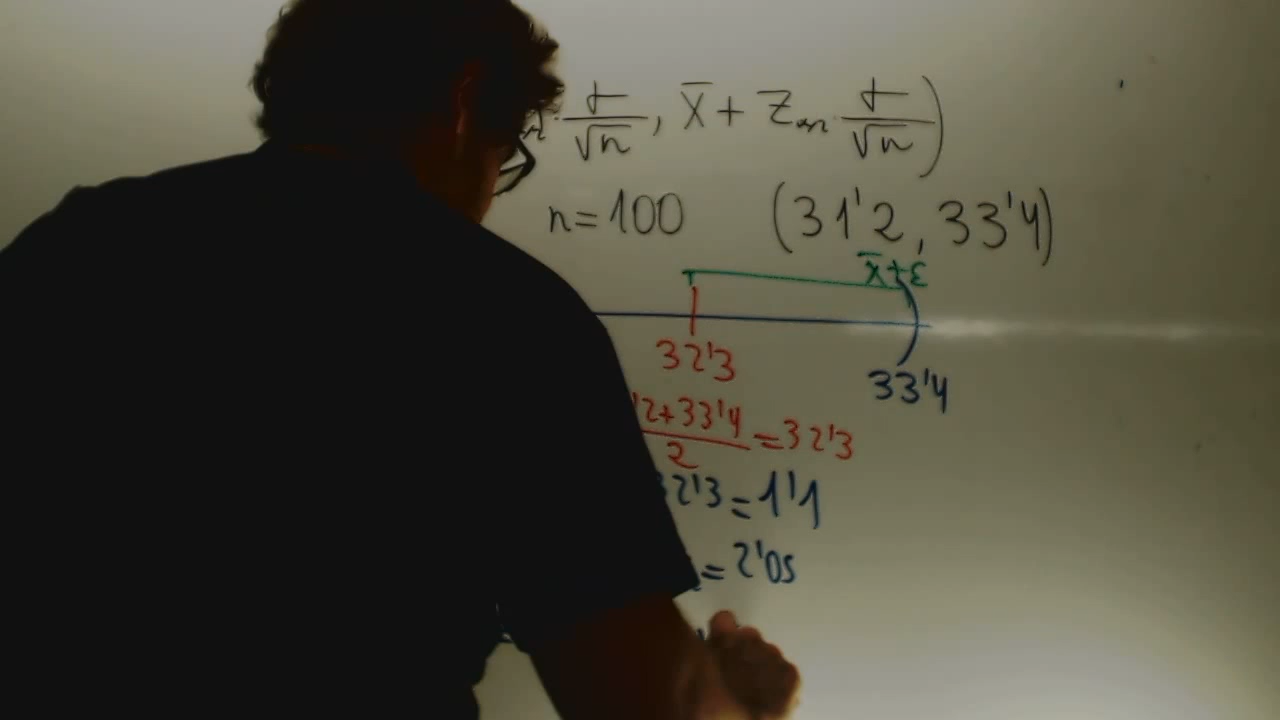 σ/√n, x̄ + Zα/2 · σ/√n)
n=100 (31'2, 33'4)
x̄+ε
32'3
33'4
'2+33'4/2 =32'3
32'3 =1'1
= 2'05